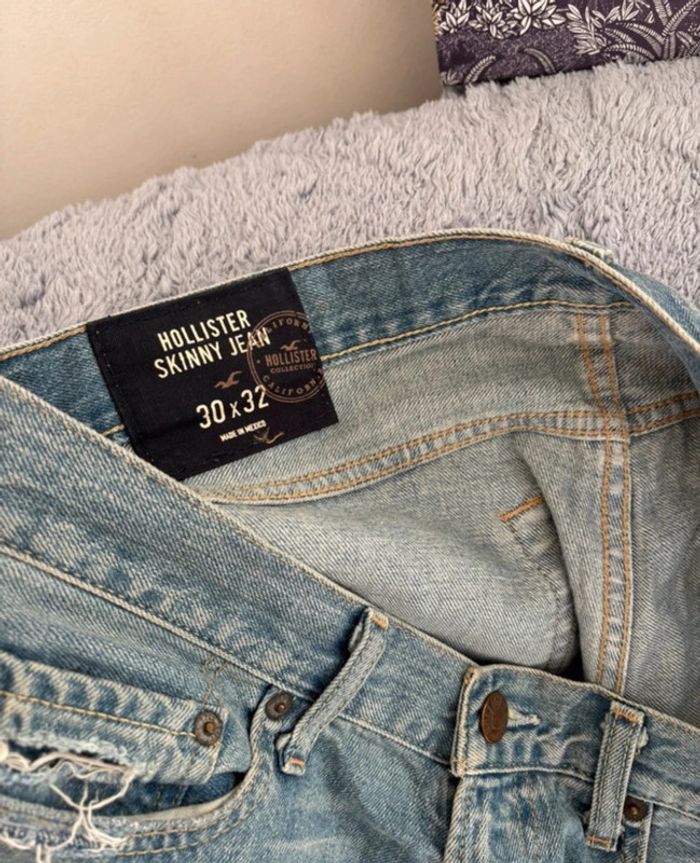 HOLLISTER
SKINNY JEAN
CALIFORNIA
HOLLISTER
COLLECTION
CALIFORNIA
30 x 32
MADE IN MEXICO